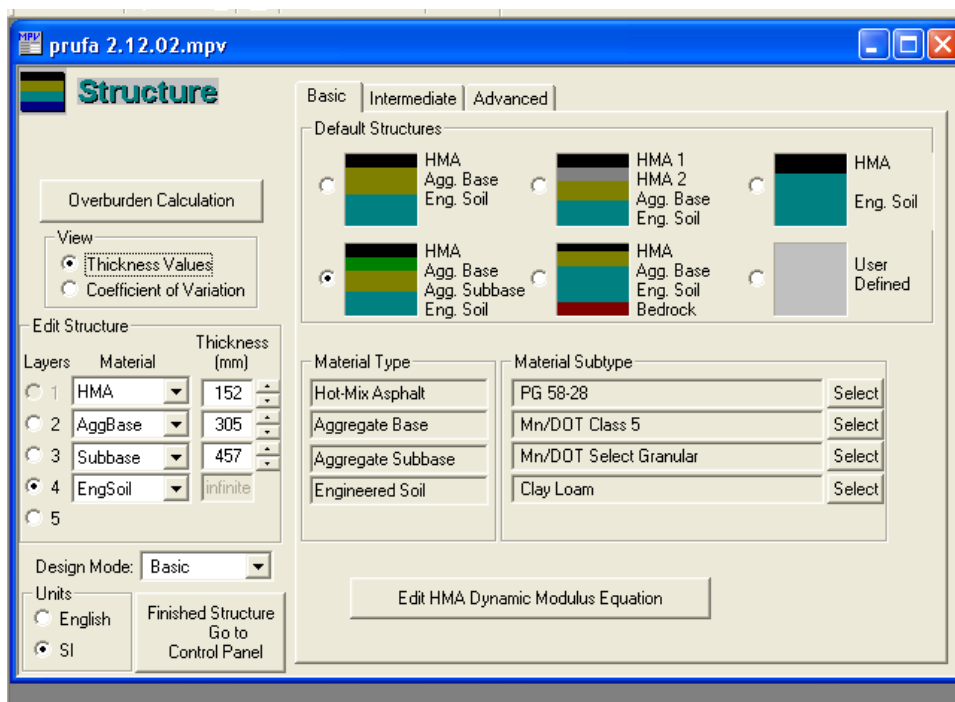 prufa 2.12.02.mpv
Structure
Overburden Calculation
View
Thickness Values
Coefficient of Variation
Edit Structure
Layers Material Thickness (mm)
1 HMA 152
2 AggBase 305
3 Subbase 457
4 EngSoil infinite
5
Design Mode: Basic
Units
English
SI
Finished Structure
Go to
Control Panel
Basic Intermediate Advanced
Default Structures
HMA
Agg. Base
Eng. Soil
HMA 1
HMA 2
Agg. Base
Eng. Soil
HMA
Eng. Soil
HMA
Agg. Base
Agg. Subbase
Eng. Soil
HMA
Agg. Base
Eng. Soil
Bedrock
User
Defined
Material Type
Hot-Mix Asphalt
Aggregate Base
Aggregate Subbase
Engineered Soil
Material Subtype
PG 58-28 Select
Mn/DOT Class 5 Select
Mn/DOT Select Granular Select
Clay Loam Select
Edit HMA Dynamic Modulus Equation